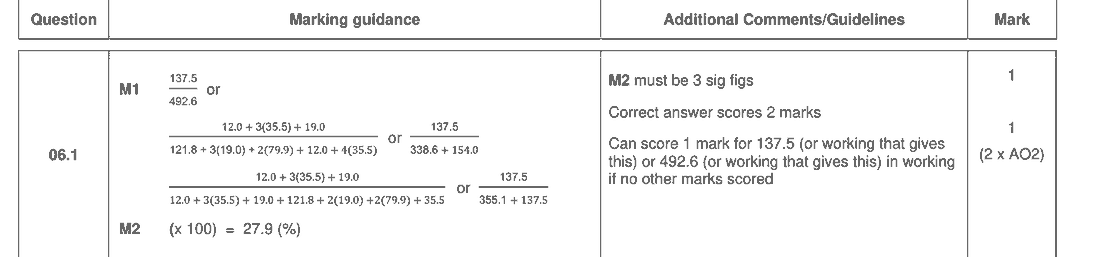 Question Marking guidance Additional Comments/Guidelines Mark
06.1
M1 137.5/492.6 or
12.0 + 3(35.5) + 19.0 / 121.8 + 3(19.0) + 2(79.9) + 12.0 + 4(35.5) or 137.5 / 338.6 + 154.0
12.0 + 3(35.5) + 19.0 / 12.0 + 3(35.5) + 19.0 + 121.8 + 2(19.0) +2(79.9) + 35.5 or 137.5 / 355.1 + 137.5
M2 (x 100) = 27.9 (%)
M2 must be 3 sig figs
Correct answer scores 2 marks
Can score 1 mark for 137.5 (or working that gives
this) or 492.6 (or working that gives this) in working
if no other marks scored
1
1
(2 x AO2)